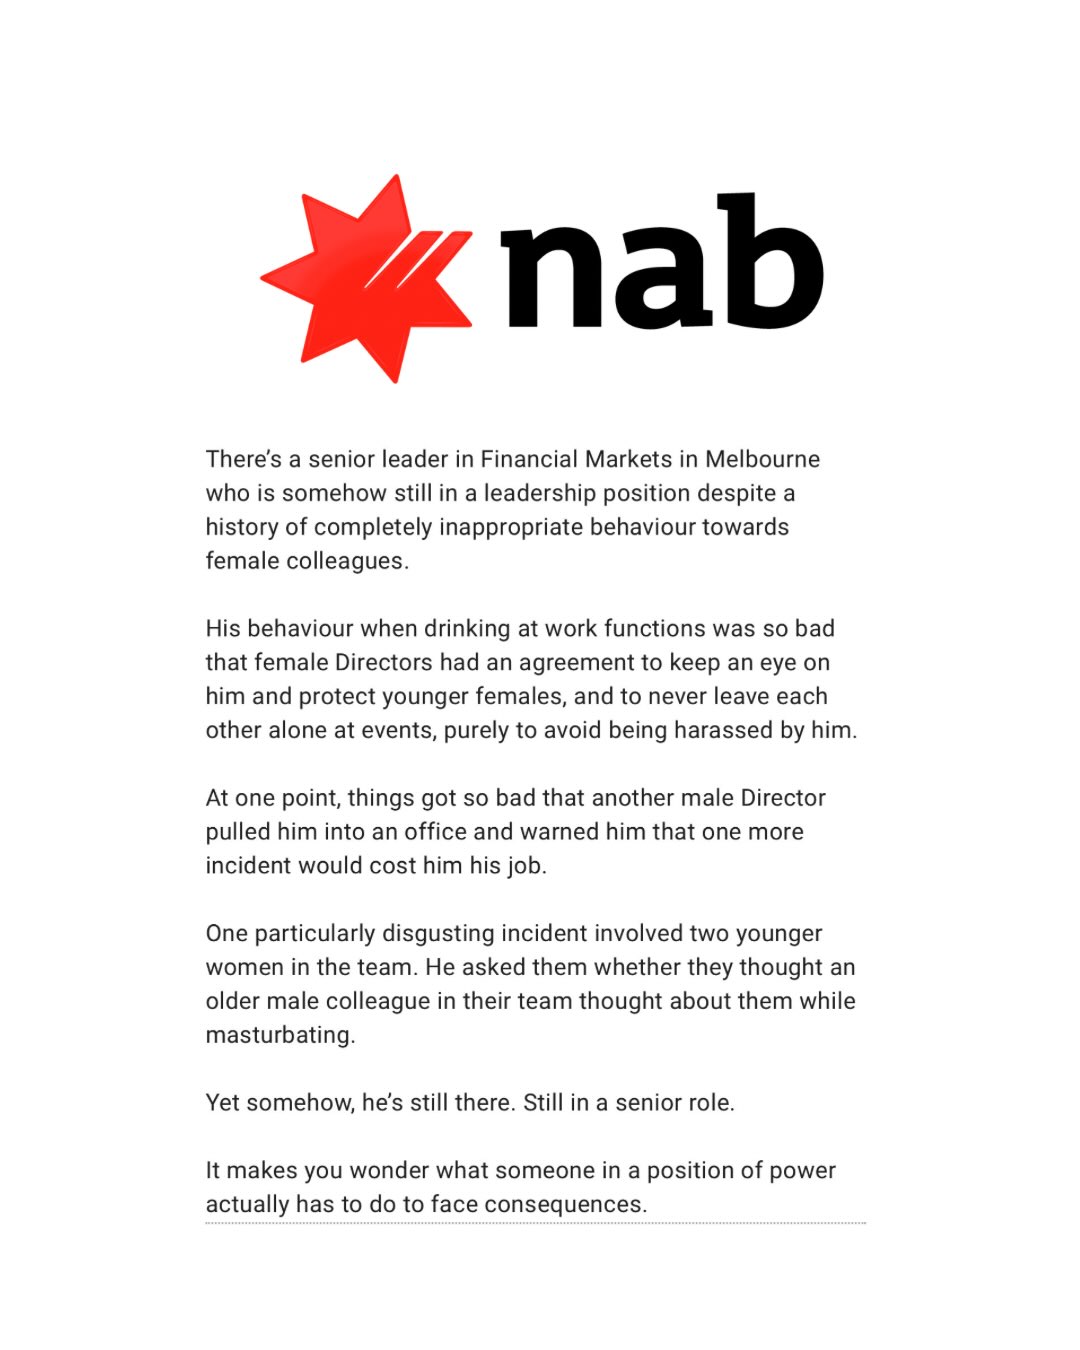 nab
There’s a senior leader in Financial Markets in Melbourne
who is somehow still in a leadership position despite a
history of completely inappropriate behaviour towards
female colleagues.
His behaviour when drinking at work functions was so bad
that female Directors had an agreement to keep an eye on
him and protect younger females, and to never leave each
other alone at events, purely to avoid being harassed by him.
At one point, things got so bad that another male Director
pulled him into an office and warned him that one more
incident would cost him his job.
One particularly disgusting incident involved two younger
women in the team. He asked them whether they thought an
older male colleague in their team thought about them while
masturbating.
Yet somehow, he’s still there. Still in a senior role.
It makes you wonder what someone in a position of power
actually has to do to face consequences.